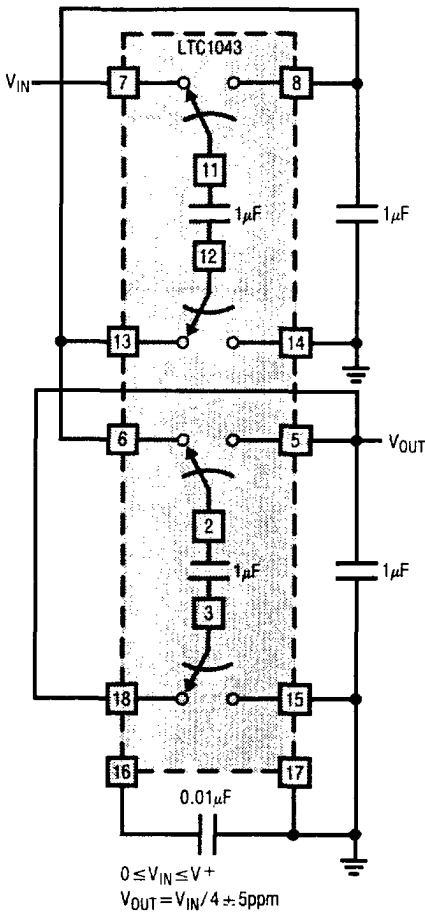 LTC1043
V_IN
7
8
11
1µF
1µF
12
13
14
6
5
V_OUT
2
1µF
1µF
3
18
15
16
17
0.01µF
0 ≤ V_IN ≤ V⁺
V_OUT = V_IN/4 ± 5ppm